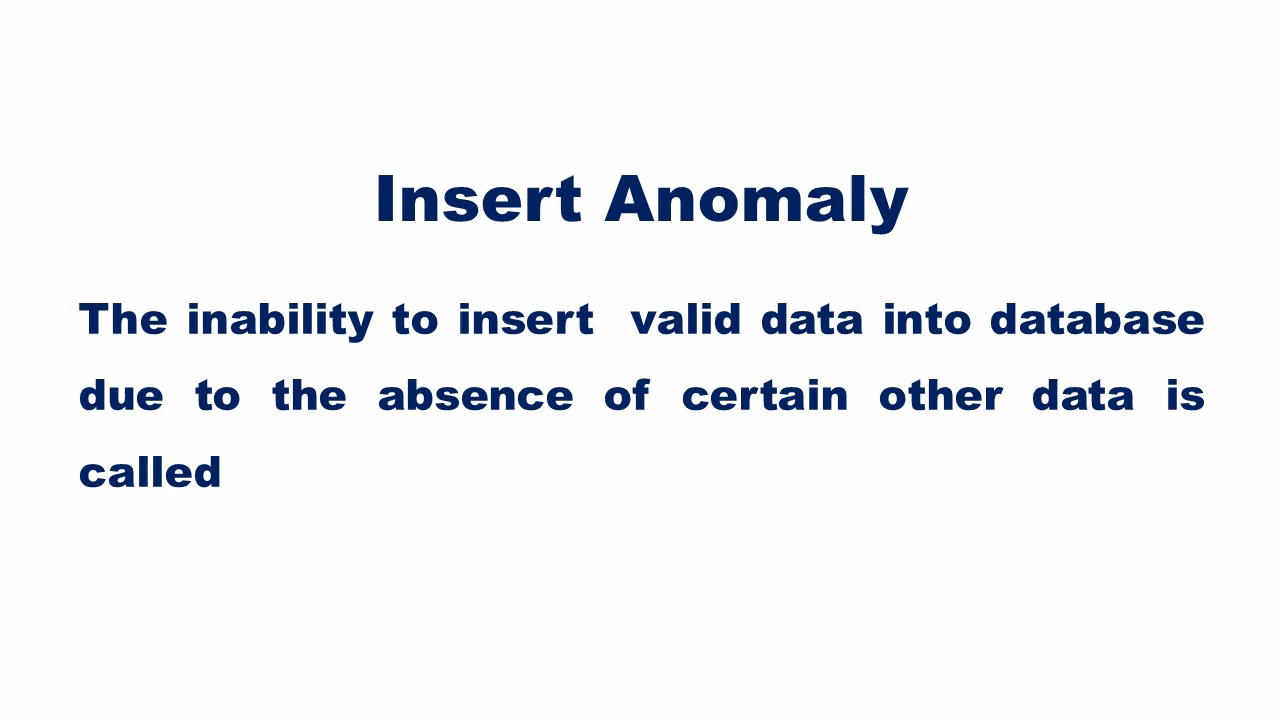 Insert Anomaly
The inability to insert  valid data into database
due to the absence of certain other data is
called